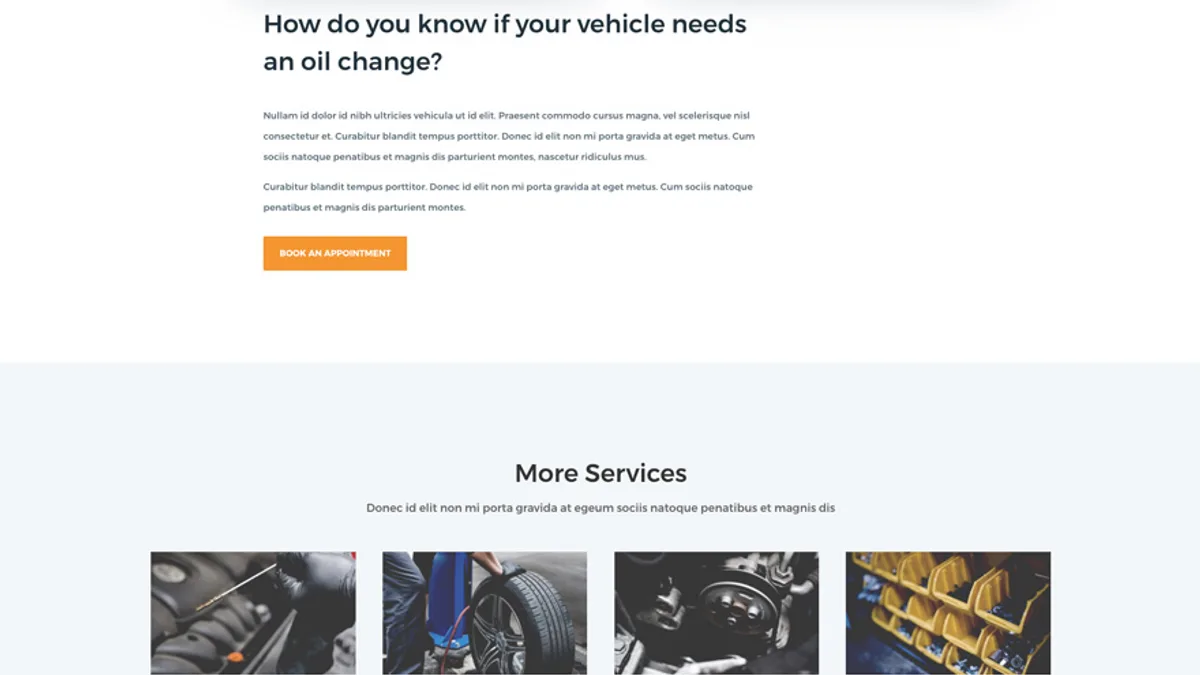 How do you know if your vehicle needs
an oil change?
Nullam id dolor id nibh ultricies vehicula ut id elit. Praesent commodo cursus magna, vel scelerisque nisl
consectetur et. Curabitur blandit tempus porttitor. Donec id elit non mi porta gravida at eget metus. Cum
sociis natoque penatibus et magnis dis parturient montes, nascetur ridiculus mus.
Curabitur blandit tempus porttitor. Donec id elit non mi porta gravida at eget metus. Cum sociis natoque
penatibus et magnis dis parturient montes.
BOOK AN APPOINTMENT
More Services
Donec id elit non mi porta gravida at egeum sociis natoque penatibus et magnis dis